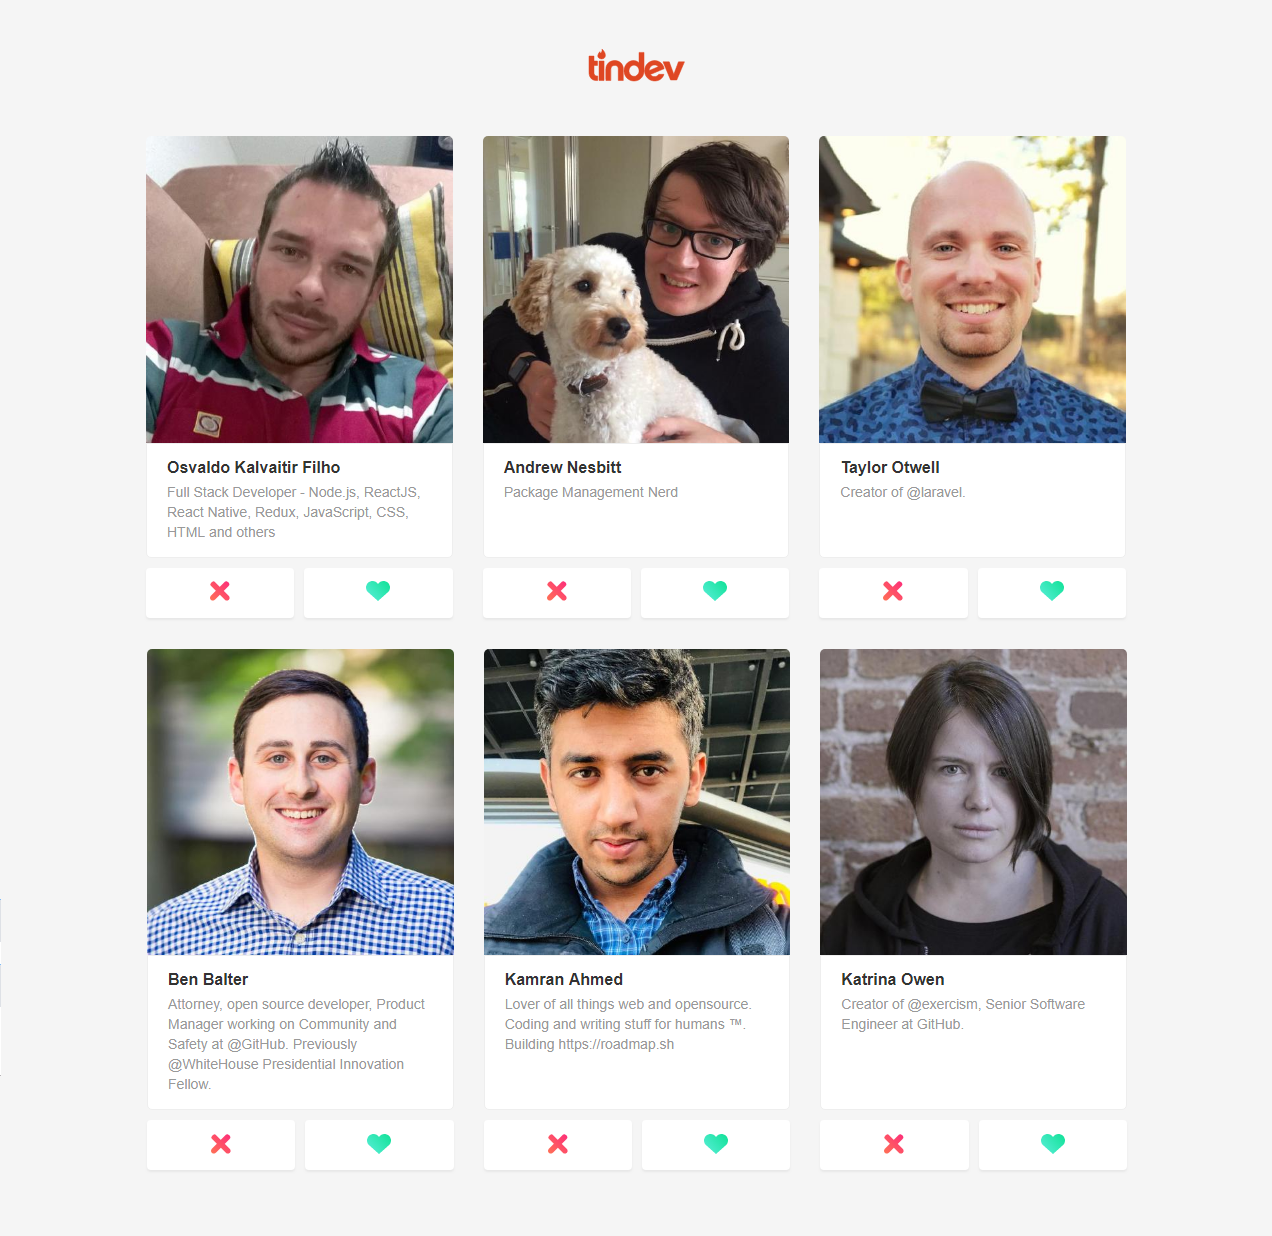 tindev
Osvaldo Kalvaitir Filho
Full Stack Developer - Node.js, ReactJS,
React Native, Redux, JavaScript, CSS,
HTML and others
Andrew Nesbitt
Package Management Nerd
Taylor Otwell
Creator of @laravel.
Ben Balter
Attorney, open source developer, Product
Manager working on Community and
Safety at @GitHub. Previously
@WhiteHouse Presidential Innovation
Fellow.
Kamran Ahmed
Lover of all things web and opensource.
Coding and writing stuff for humans ™.
Building https://roadmap.sh
Katrina Owen
Creator of @exercism, Senior Software
Engineer at GitHub.